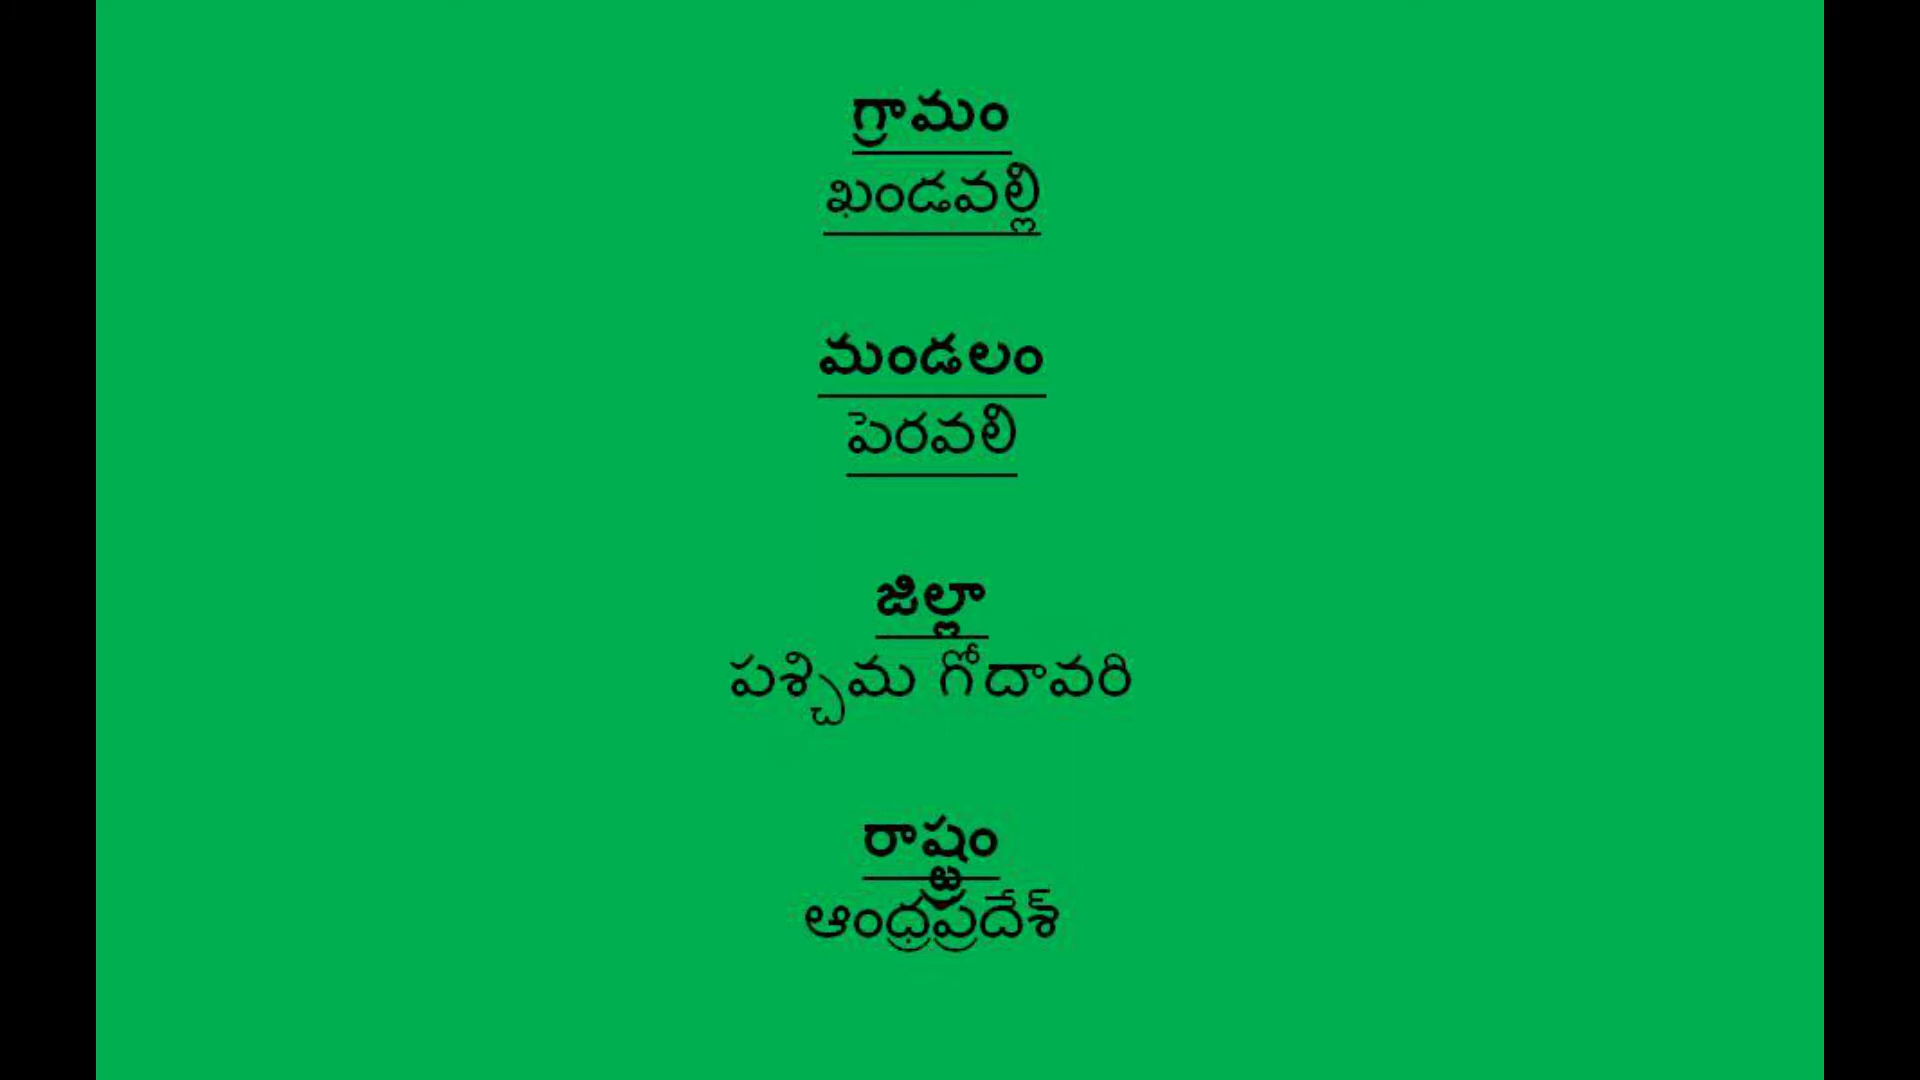 గ్రామం
ఖండవల్లి
మండలం
పెరవలి
జిల్లా
పశ్చిమ గోదావరి
రాష్ట్రం
ఆంధ్రప్రదేశ్